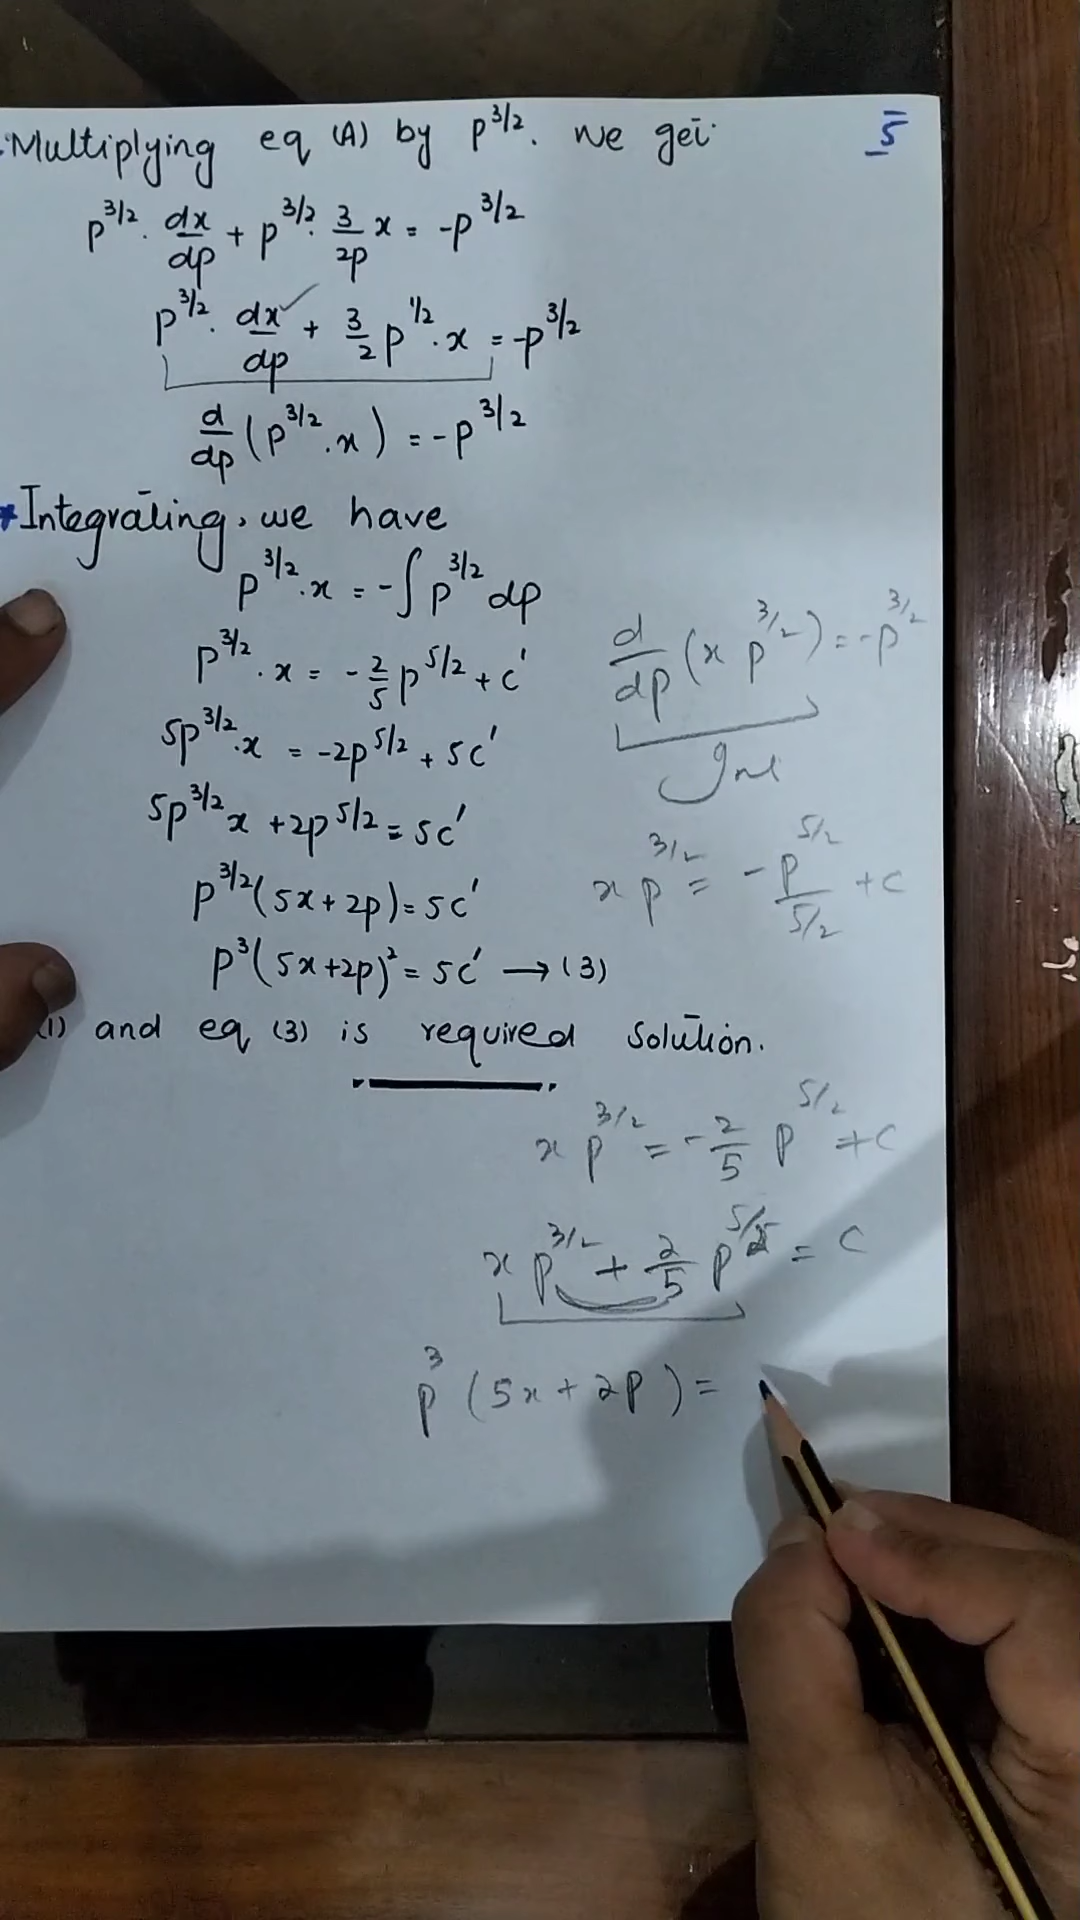 Multiplying eq (A) by p^3/2. We get
5
p^3/2 . dx/dp + p^3/2 . 3/2p x = -p^3/2
p^3/2 . dx/dp + 3/2 p^1/2 . x = -p^3/2
d/dp (p^3/2 . x) = -p^3/2
*Integrating, we have
p^3/2 . x = -∫ p^3/2 dp
p^3/2 . x = -2/5 p^5/2 + c'
5p^3/2 . x = -2p^5/2 + 5c'
5p^3/2 x + 2p^5/2 = 5c'
p^3/2 (5x + 2p) = 5c'
p^3 (5x + 2p)^2 = 5c' → (3)
(1) and eq (3) is required solution.
d/dp (x p^3/2) = -p^3/2
x p^3/2 = -p^5/2 / 5/2 + c
x p^3/2 = -2/5 p^5/2 + c
x p^3/2 + 2/5 p^5/2 = c
p^3 (5x + 2p) =